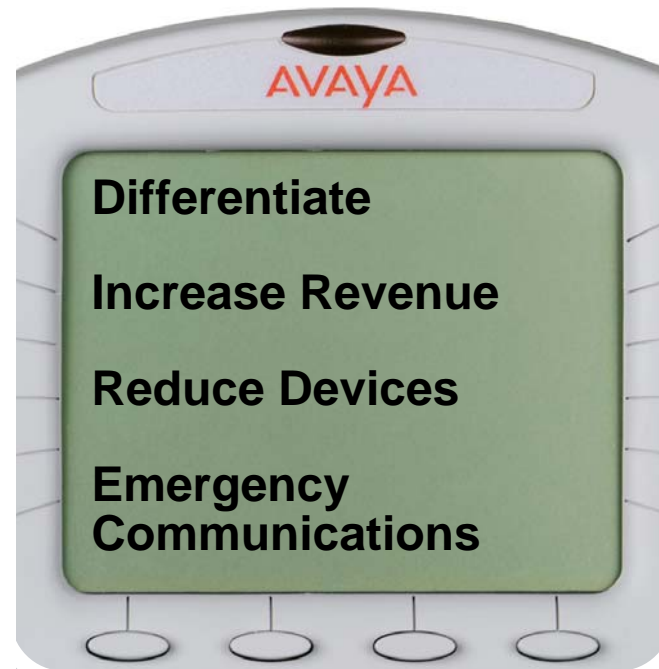 AVAYA
Differentiate
Increase Revenue
Reduce Devices
Emergency
Communications